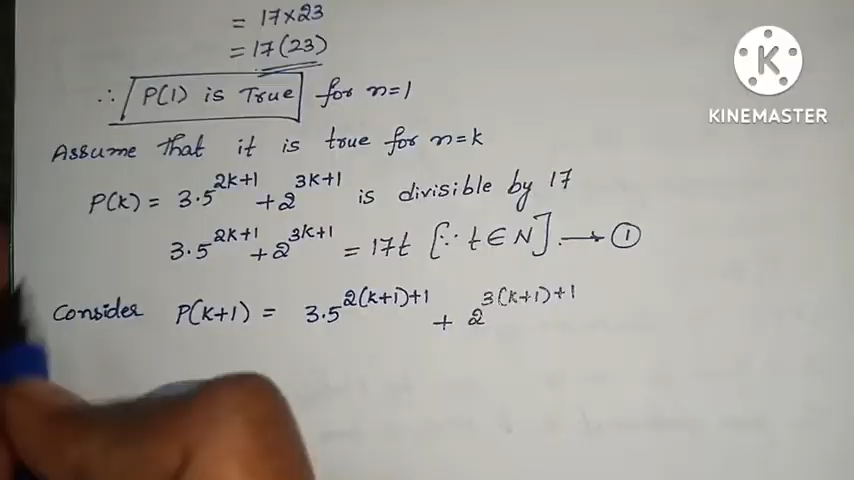 = 17×23
= 17(23)
∴ P(1) is True for n=1
Assume that it is true for n=k
P(k) = 3·5^{2k+1} + 2^{3k+1} is divisible by 17
3·5^{2k+1} + 2^{3k+1} = 17t [∵ t∈N]. → ①
Consider P(k+1) = 3·5^{2(k+1)+1} + 2^{3(k+1)+1}
K
KINEMASTER